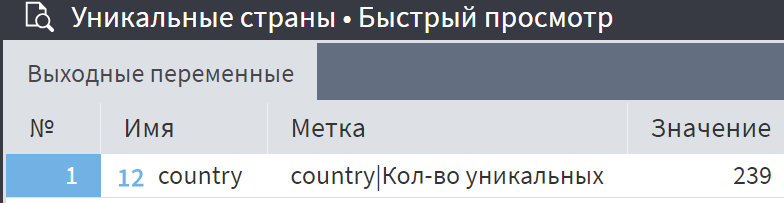 Уникальные страны • Быстрый просмотр
Выходные переменные
№ Имя Метка Значение
1 12 country country|Кол-во уникальных 239